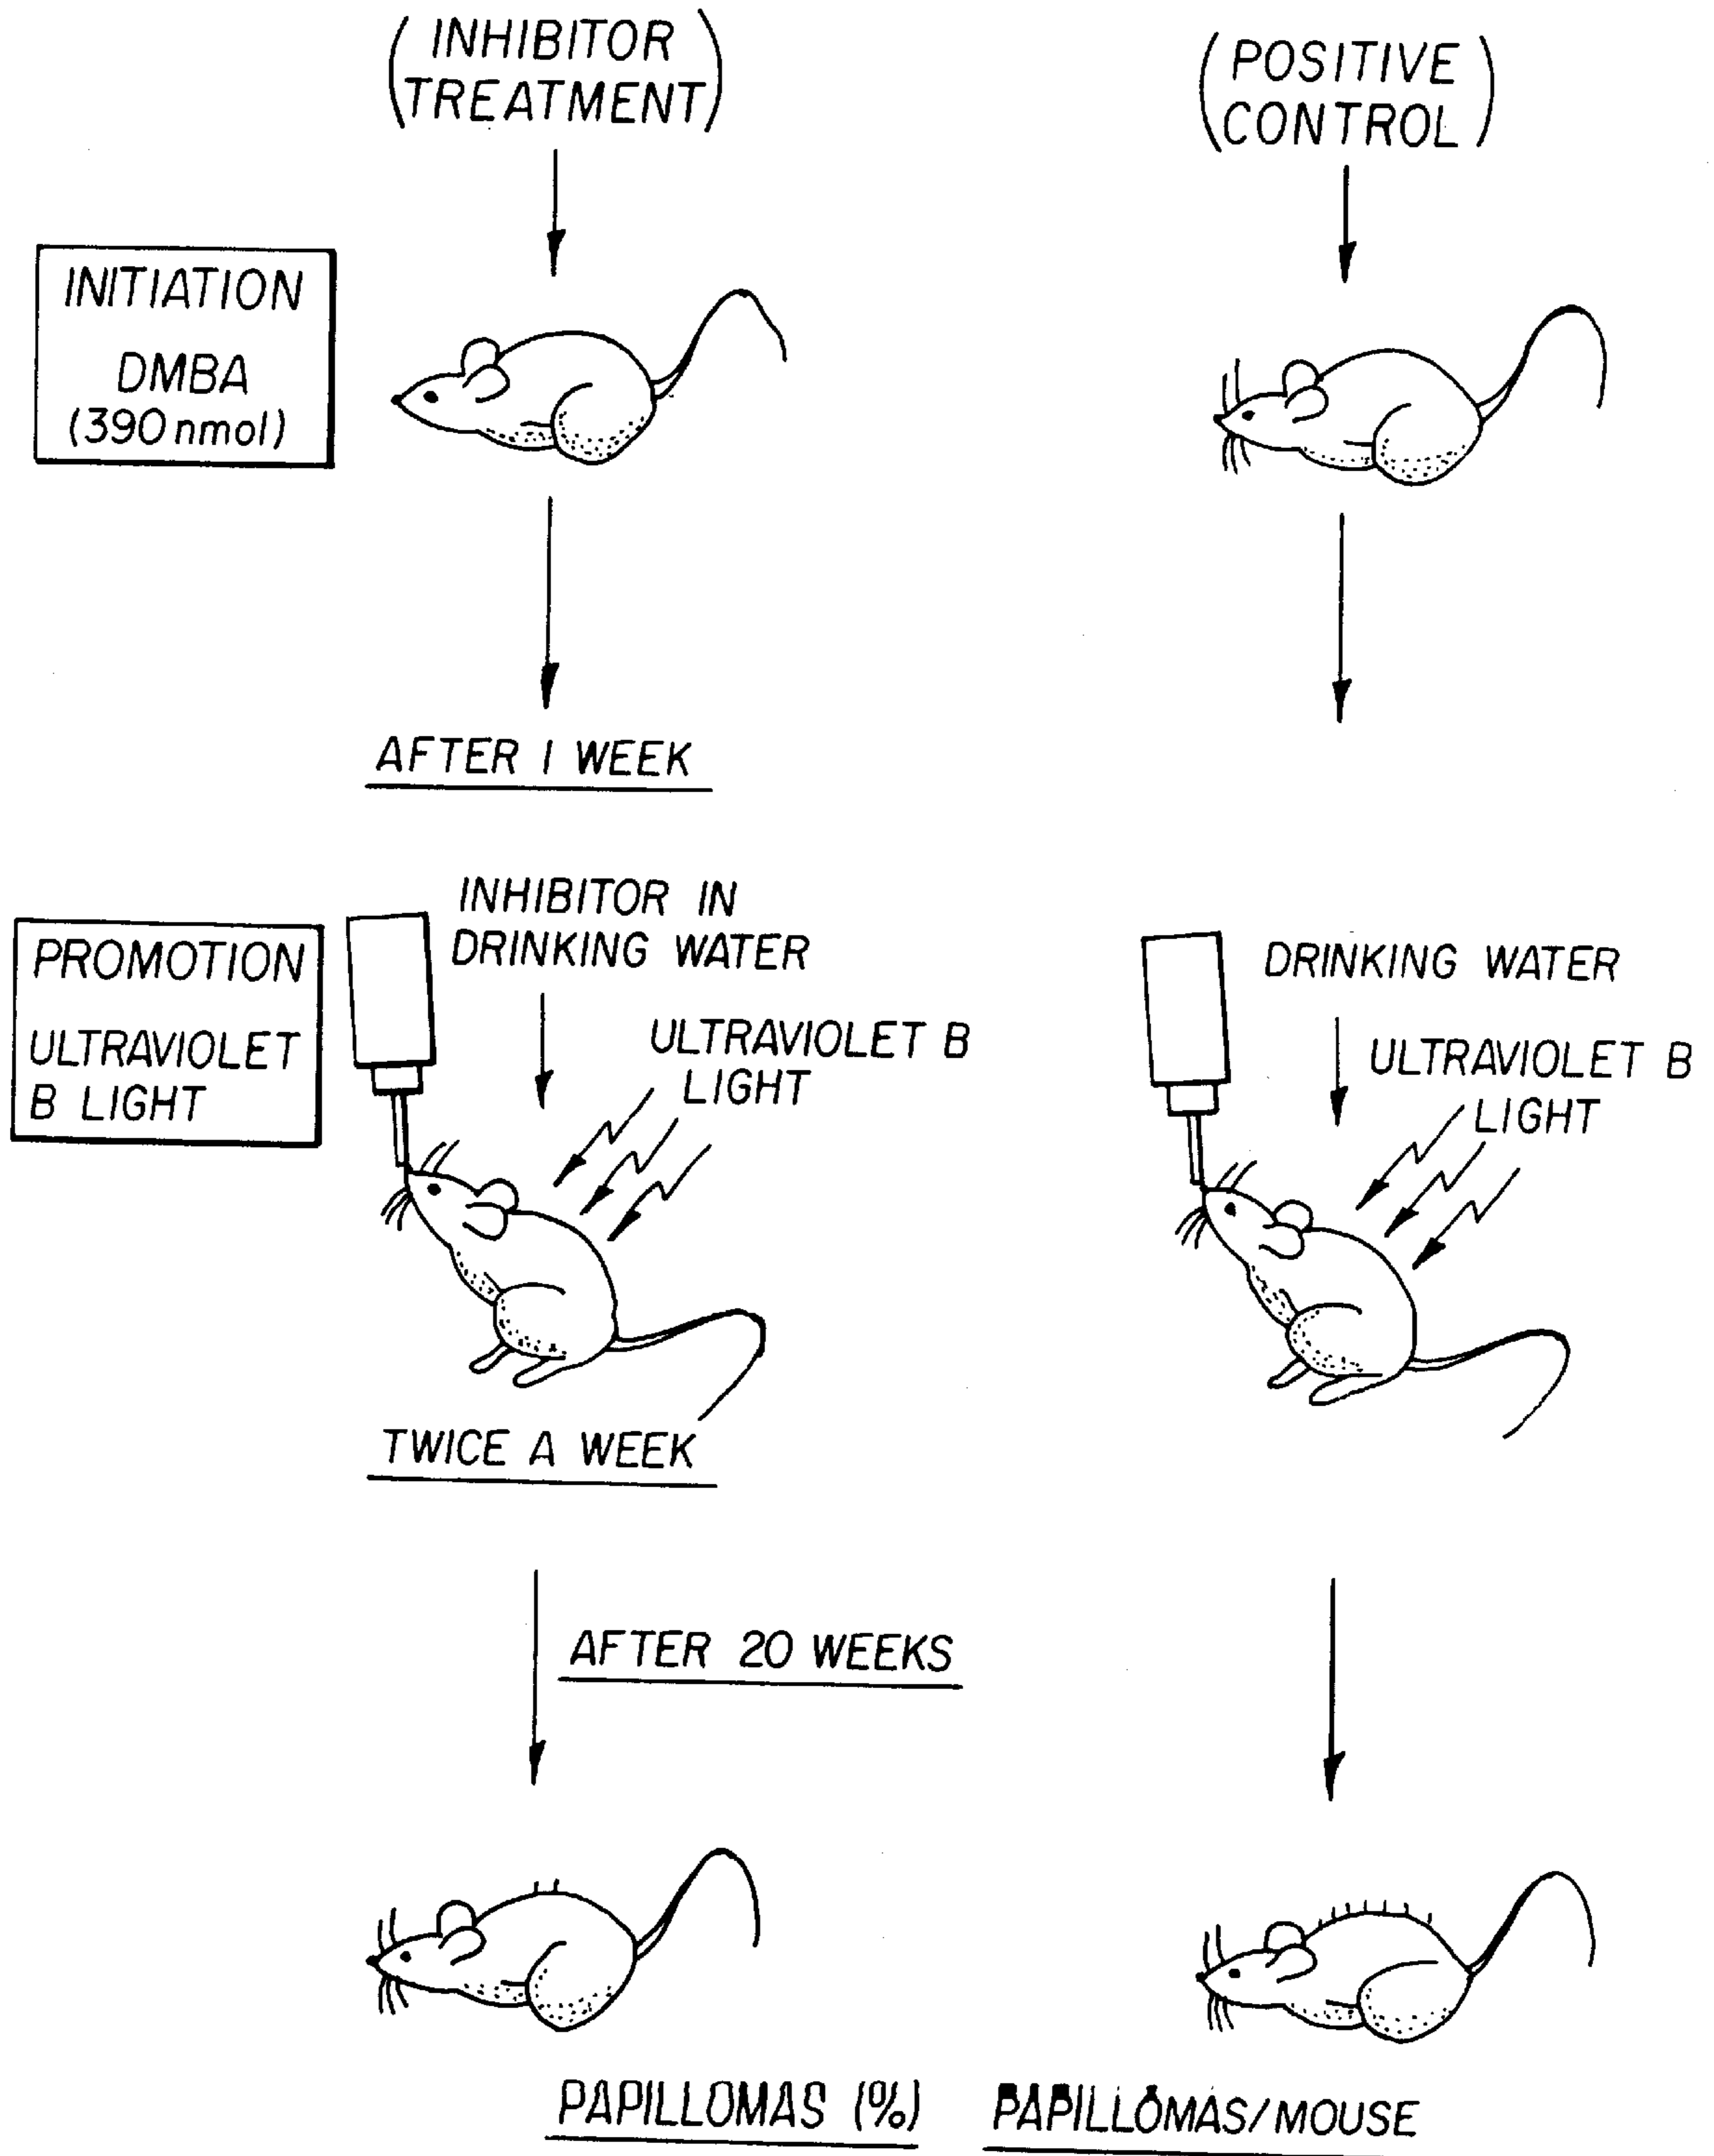 (INHIBITOR
TREATMENT)
(POSITIVE
CONTROL)
INITIATION
DMBA
(390 nmol)
AFTER 1 WEEK
PROMOTION
ULTRAVIOLET
B LIGHT
INHIBITOR IN
DRINKING WATER
ULTRAVIOLET B
LIGHT
DRINKING WATER
ULTRAVIOLET B
LIGHT
TWICE A WEEK
AFTER 20 WEEKS
PAPILLOMAS (%)
PAPILLOMAS/MOUSE